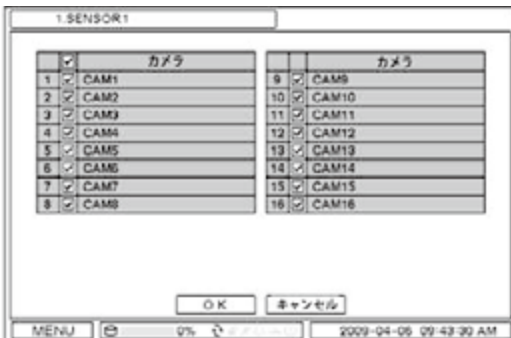 1.SENSOR1
カメラ
1 CAM1
2 CAM2
3 CAM3
4 CAM4
5 CAM5
6 CAM6
7 CAM7
8 CAM8
カメラ
9 CAM9
10 CAM10
11 CAM11
12 CAM12
13 CAM13
14 CAM14
15 CAM15
16 CAM16
OK キャンセル
MENU 0% 2009-04-06 09:43:30 AM